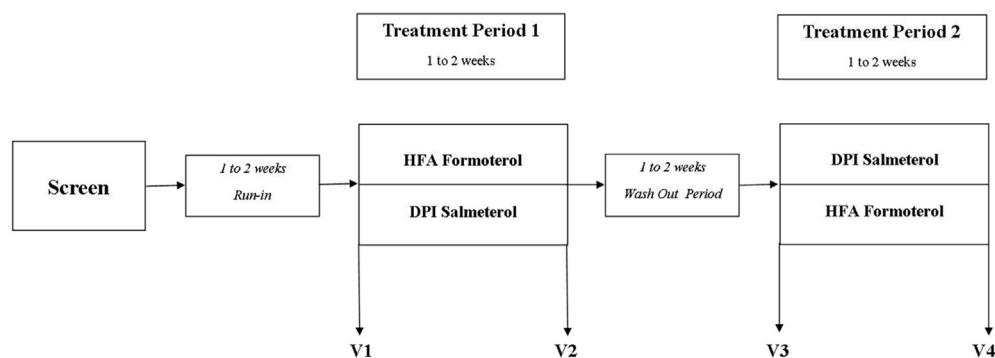 Treatment Period 1
1 to 2 weeks
Treatment Period 2
1 to 2 weeks
Screen
1 to 2 weeks
Run-in
HFA Formoterol
DPI Salmeterol
1 to 2 weeks
Wash Out Period
DPI Salmeterol
HFA Formoterol
V1
V2
V3
V4